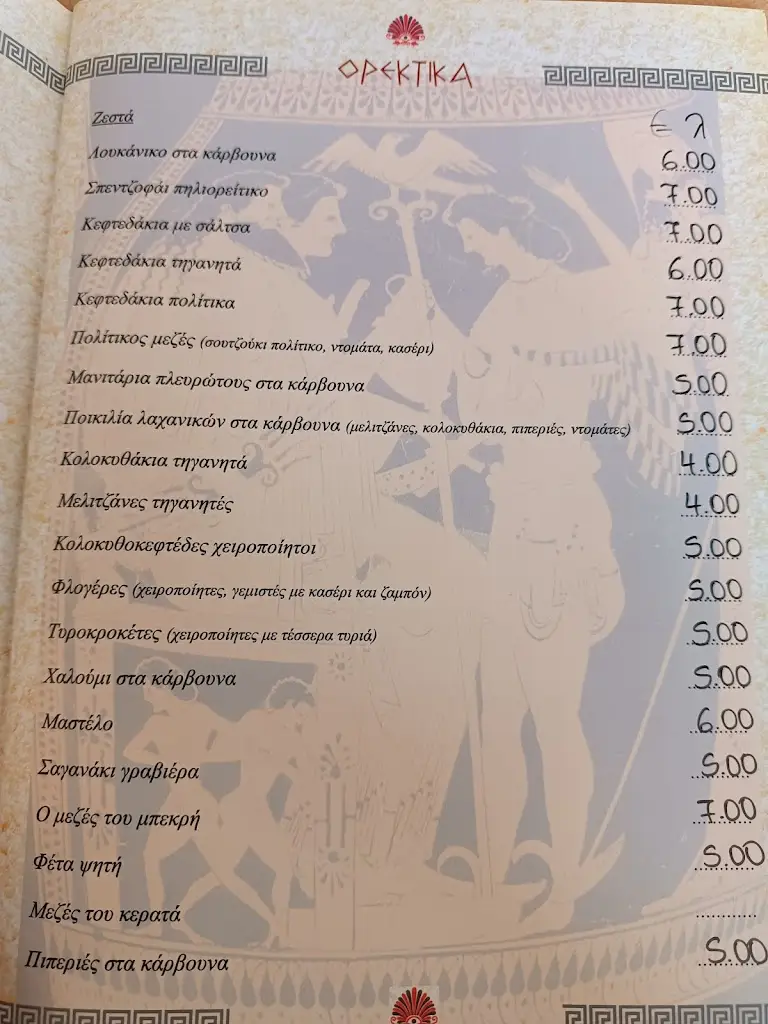 ΟΡΕΚΤΙΚΑ
Ζεστά € λ
Λουκάνικο στα κάρβουνα 6.00
Σπεντζοφάι πηλιορείτικο 7.00
Κεφτεδάκια με σάλτσα 7.00
Κεφτεδάκια τηγανητά 6.00
Κεφτεδάκια πολίτικα 7.00
Πολίτικος μεζές (σουτζούκι πολίτικο, ντομάτα, κασέρι) 7.00
Μανιτάρια πλευρώτους στα κάρβουνα 5.00
Ποικιλία λαχανικών στα κάρβουνα (μελιτζάνες, κολοκυθάκια, πιπεριές, ντομάτες) 5.00
Κολοκυθάκια τηγανητά 4.00
Μελιτζάνες τηγανητές 4.00
Κολοκυθοκεφτέδες χειροποίητοι 5.00
Φλογέρες (χειροποίητες, γεμιστές με κασέρι και ζαμπόν) 5.00
Τυροκροκέτες (χειροποίητες με τέσσερα τυριά) 5.00
Χαλούμι στα κάρβουνα 5.00
Μαστέλο 6.00
Σαγανάκι γραβιέρα 5.00
Ο μεζές του μπεκρή 7.00
Φέτα ψητή 5.00
Μεζές του κερατά ............
Πιπεριές στα κάρβουνα 5.00